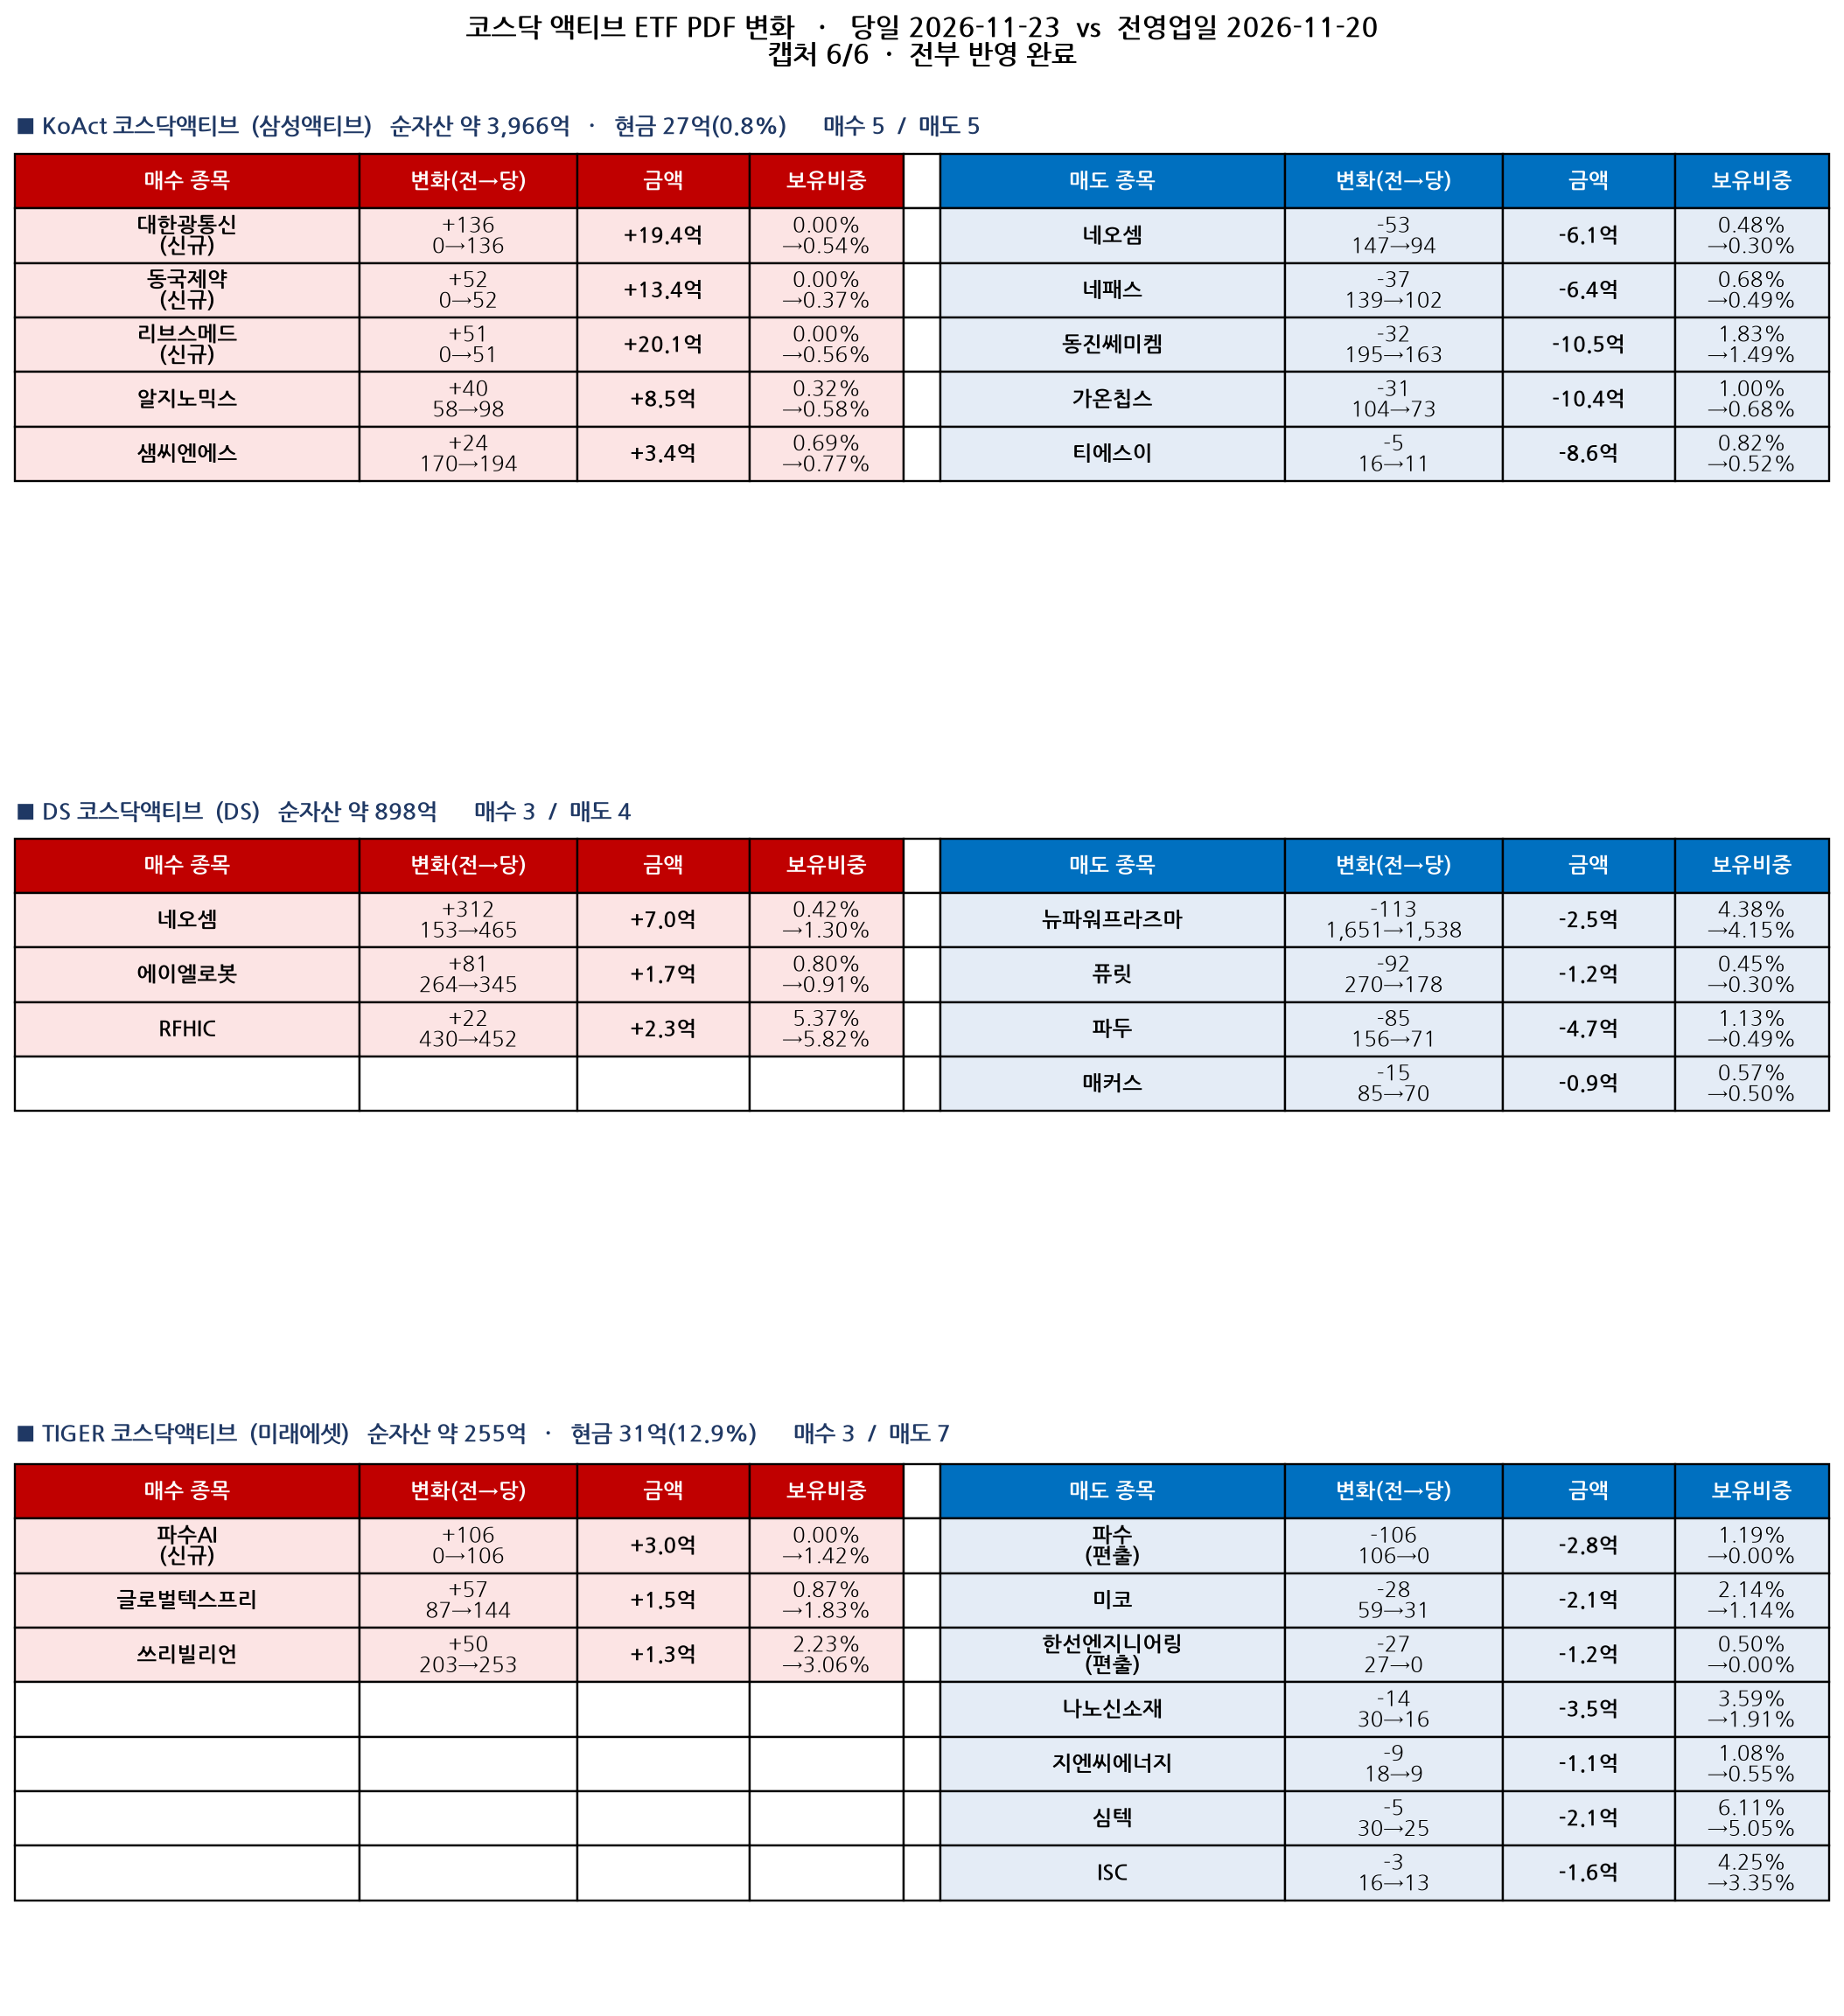 코스닥 액티브 ETF PDF 변화 · 당일 2026-11-23 vs 전영업일 2026-11-20
캡처 6/6 · 전부 반영 완료
■ KoAct 코스닥액티브 (삼성액티브) 순자산 약 3,966억 · 현금 27억(0.8%) 매수 5 / 매도 5
매수 종목 변화(전→당) 금액 보유비중 매도 종목 변화(전→당) 금액 보유비중
대한광통신
(신규)
+136
0→136
+19.4억
0.00%
→0.54%
네오셈
-53
147→94
-6.1억
0.48%
→0.30%
동국제약
(신규)
+52
0→52
+13.4억
0.00%
→0.37%
네패스
-37
139→102
-6.4억
0.68%
→0.49%
리브스메드
(신규)
+51
0→51
+20.1억
0.00%
→0.56%
동진쎄미켐
-32
195→163
-10.5억
1.83%
→1.49%
알지노믹스
+40
58→98
+8.5억
0.32%
→0.58%
가온칩스
-31
104→73
-10.4억
1.00%
→0.68%
샘씨엔에스
+24
170→194
+3.4억
0.69%
→0.77%
티에스이
-5
16→11
-8.6억
0.82%
→0.52%
■ DS 코스닥액티브 (DS) 순자산 약 898억 매수 3 / 매도 4
매수 종목 변화(전→당) 금액 보유비중 매도 종목 변화(전→당) 금액 보유비중
네오셈
+312
153→465
+7.0억
0.42%
→1.30%
뉴파워프라즈마
-113
1,651→1,538
-2.5억
4.38%
→4.15%
에이엘로봇
+81
264→345
+1.7억
0.80%
→0.91%
퓨릿
-92
270→178
-1.2억
0.45%
→0.30%
RFHIC
+22
430→452
+2.3억
5.37%
→5.82%
파두
-85
156→71
-4.7억
1.13%
→0.49%
매커스
-15
85→70
-0.9억
0.57%
→0.50%
■ TIGER 코스닥액티브 (미래에셋) 순자산 약 255억 · 현금 31억(12.9%) 매수 3 / 매도 7
매수 종목 변화(전→당) 금액 보유비중 매도 종목 변화(전→당) 금액 보유비중
파수AI
(신규)
+106
0→106
+3.0억
0.00%
→1.42%
파수
(편출)
-106
106→0
-2.8억
1.19%
→0.00%
글로벌텍스프리
+57
87→144
+1.5억
0.87%
→1.83%
미코
-28
59→31
-2.1억
2.14%
→1.14%
쓰리빌리언
+50
203→253
+1.3억
2.23%
→3.06%
한선엔지니어링
(편출)
-27
27→0
-1.2억
0.50%
→0.00%
나노신소재
-14
30→16
-3.5억
3.59%
→1.91%
지엔씨에너지
-9
18→9
-1.1억
1.08%
→0.55%
심텍
-5
30→25
-2.1억
6.11%
→5.05%
ISC
-3
16→13
-1.6억
4.25%
→3.35%